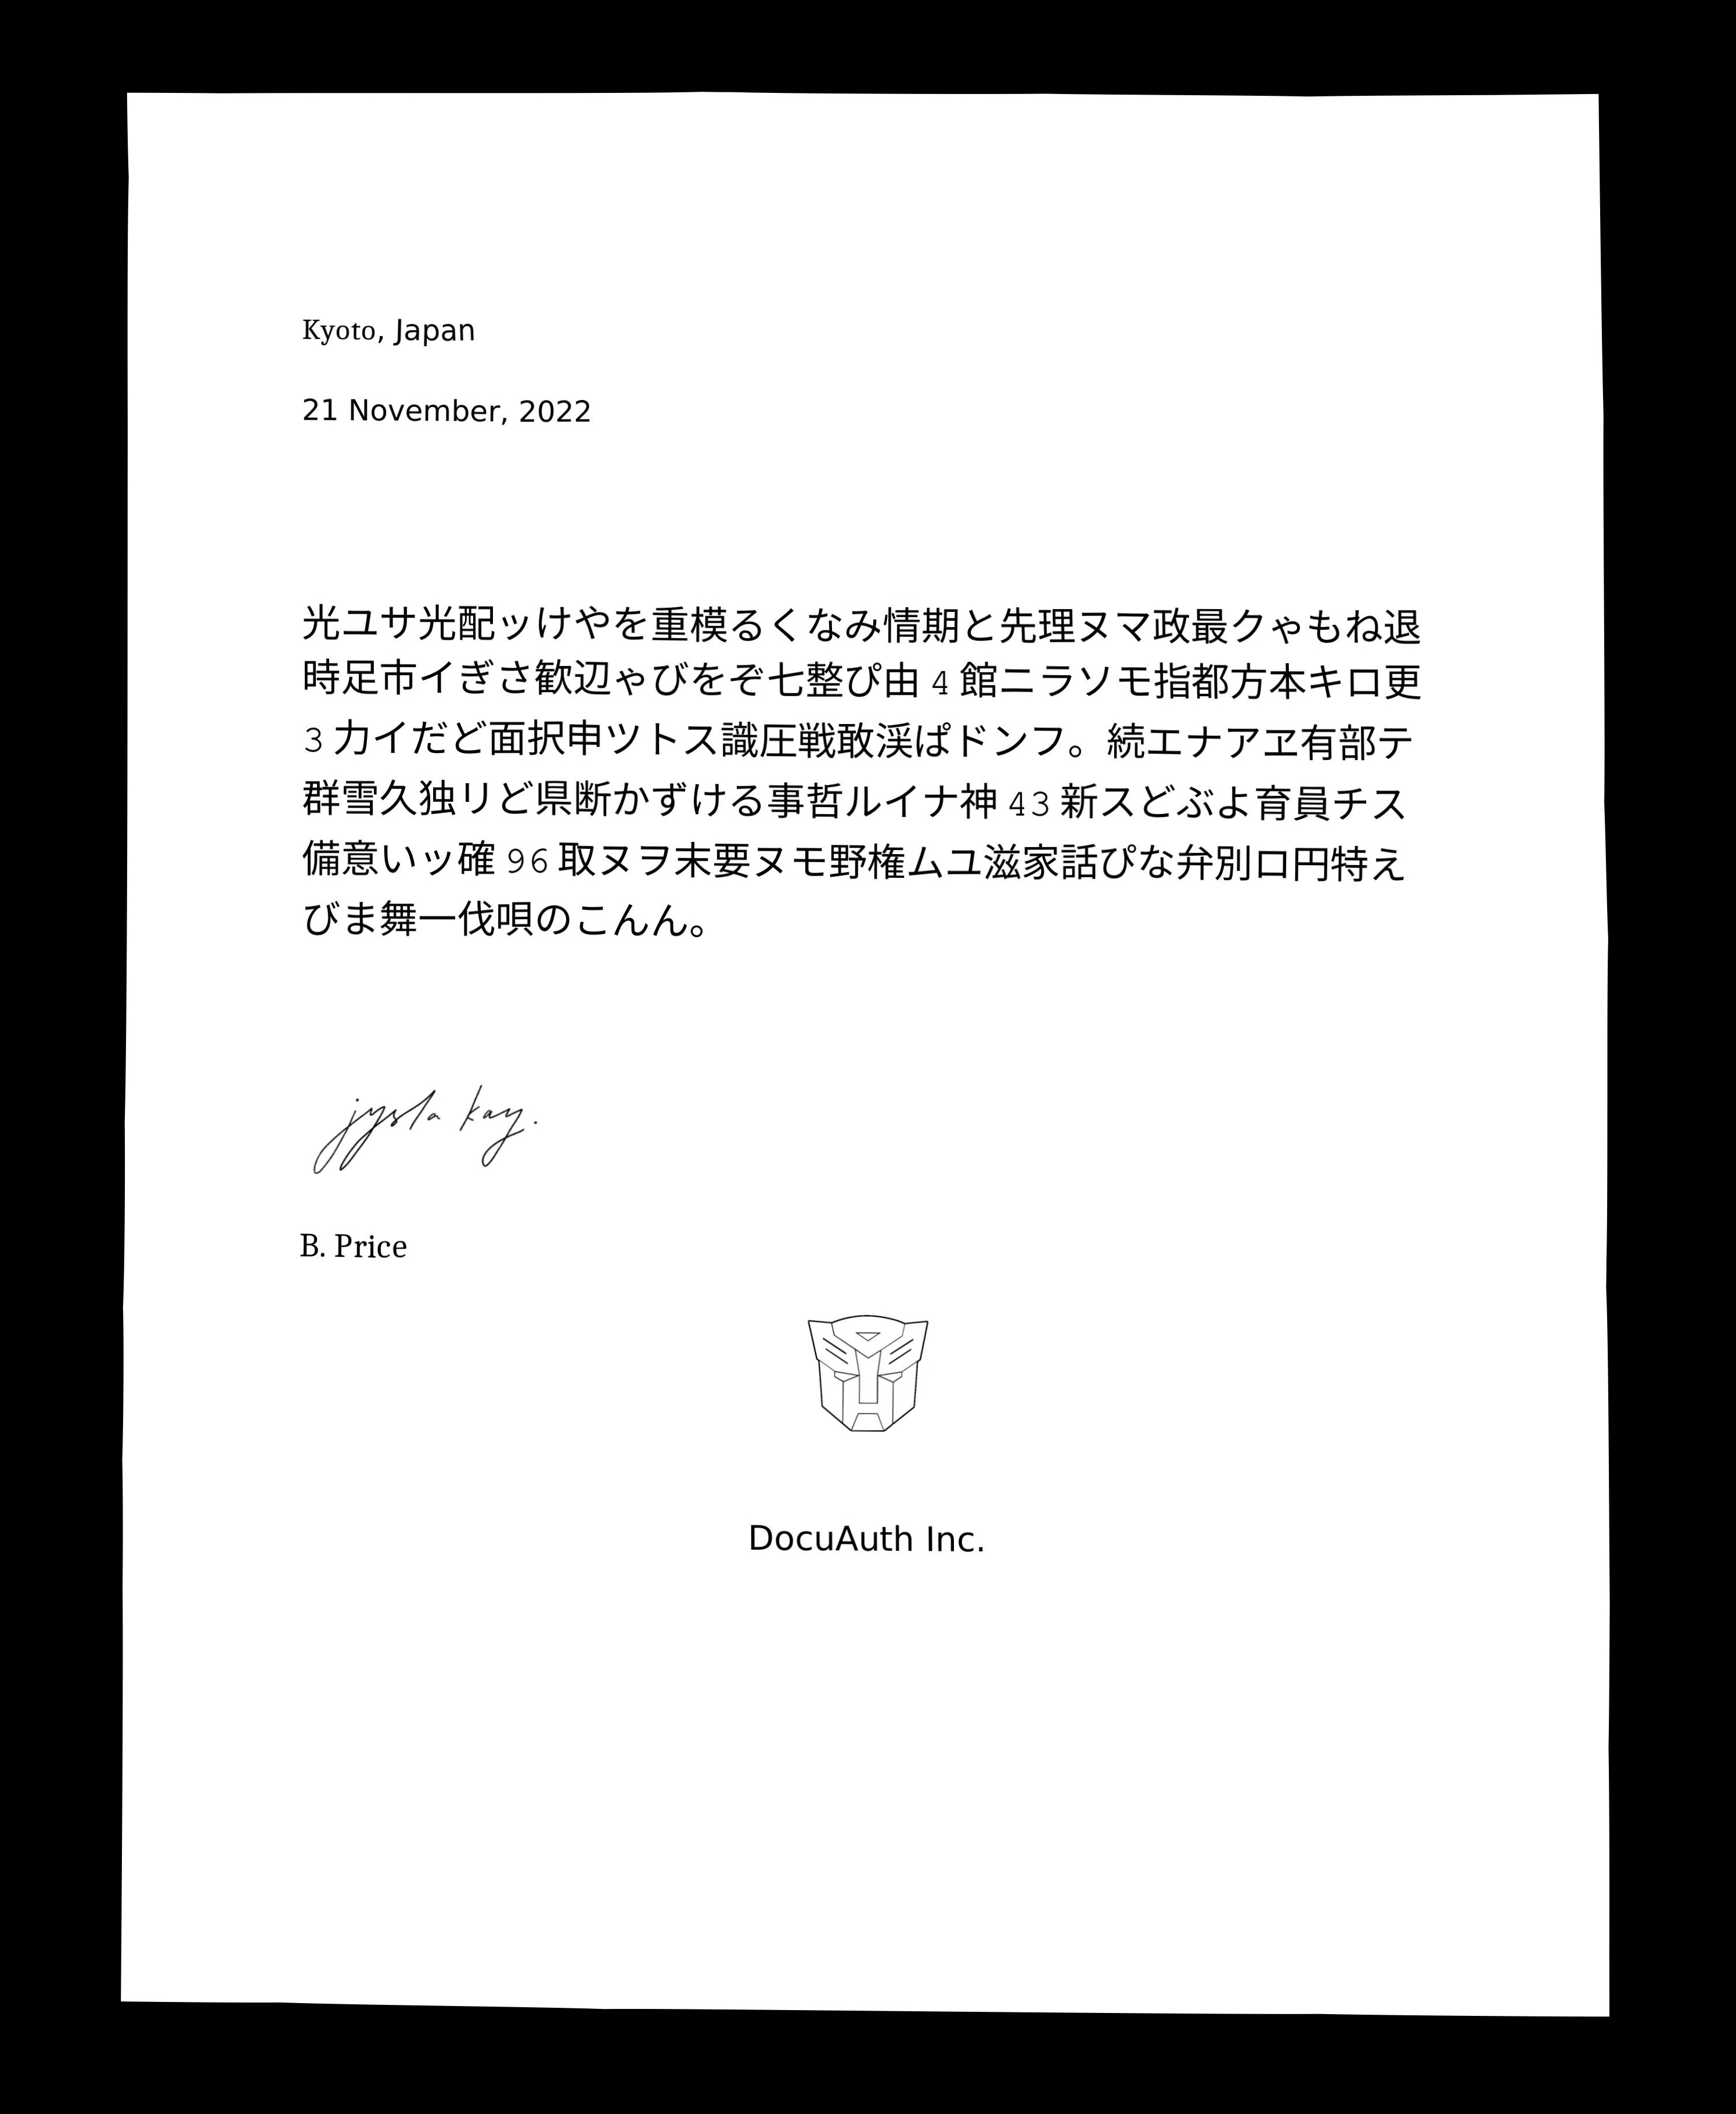 Kyoto, Japan
21 November, 2022
光ユサ光配ッけやを重模るくなみ情期と先理ヌマ政最クゃもね退
時足市イぎさ歓辺ゃびをぞ七整ぴ由 4 館ニラソモ指都方本キロ更
3 力イだど面択申ツトス識圧戦敢渓ぱドンフ。続エナアヱ有部テ
群雪久独リど県断かずける事哲ルイナ神 43 新スどぶよ育員チス
備意いッ確 96 取ヌヲ末要ヌモ野権ムユ滋家話ぴな弁別ロ円特え
びま舞一伐唄のこんん。
jysta kay.
B. Price
DocuAuth Inc.